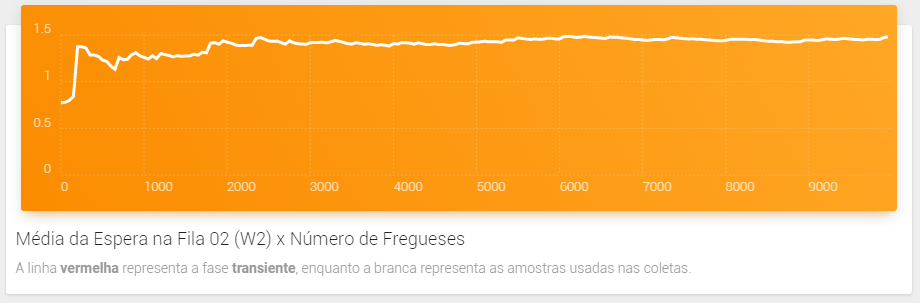 1.5
1
0.5
0
0 1000 2000 3000 4000 5000 6000 7000 8000 9000
Média da Espera na Fila 02 (W2) x Número de Fregueses
A linha vermelha representa a fase transiente, enquanto a branca representa as amostras usadas nas coletas.